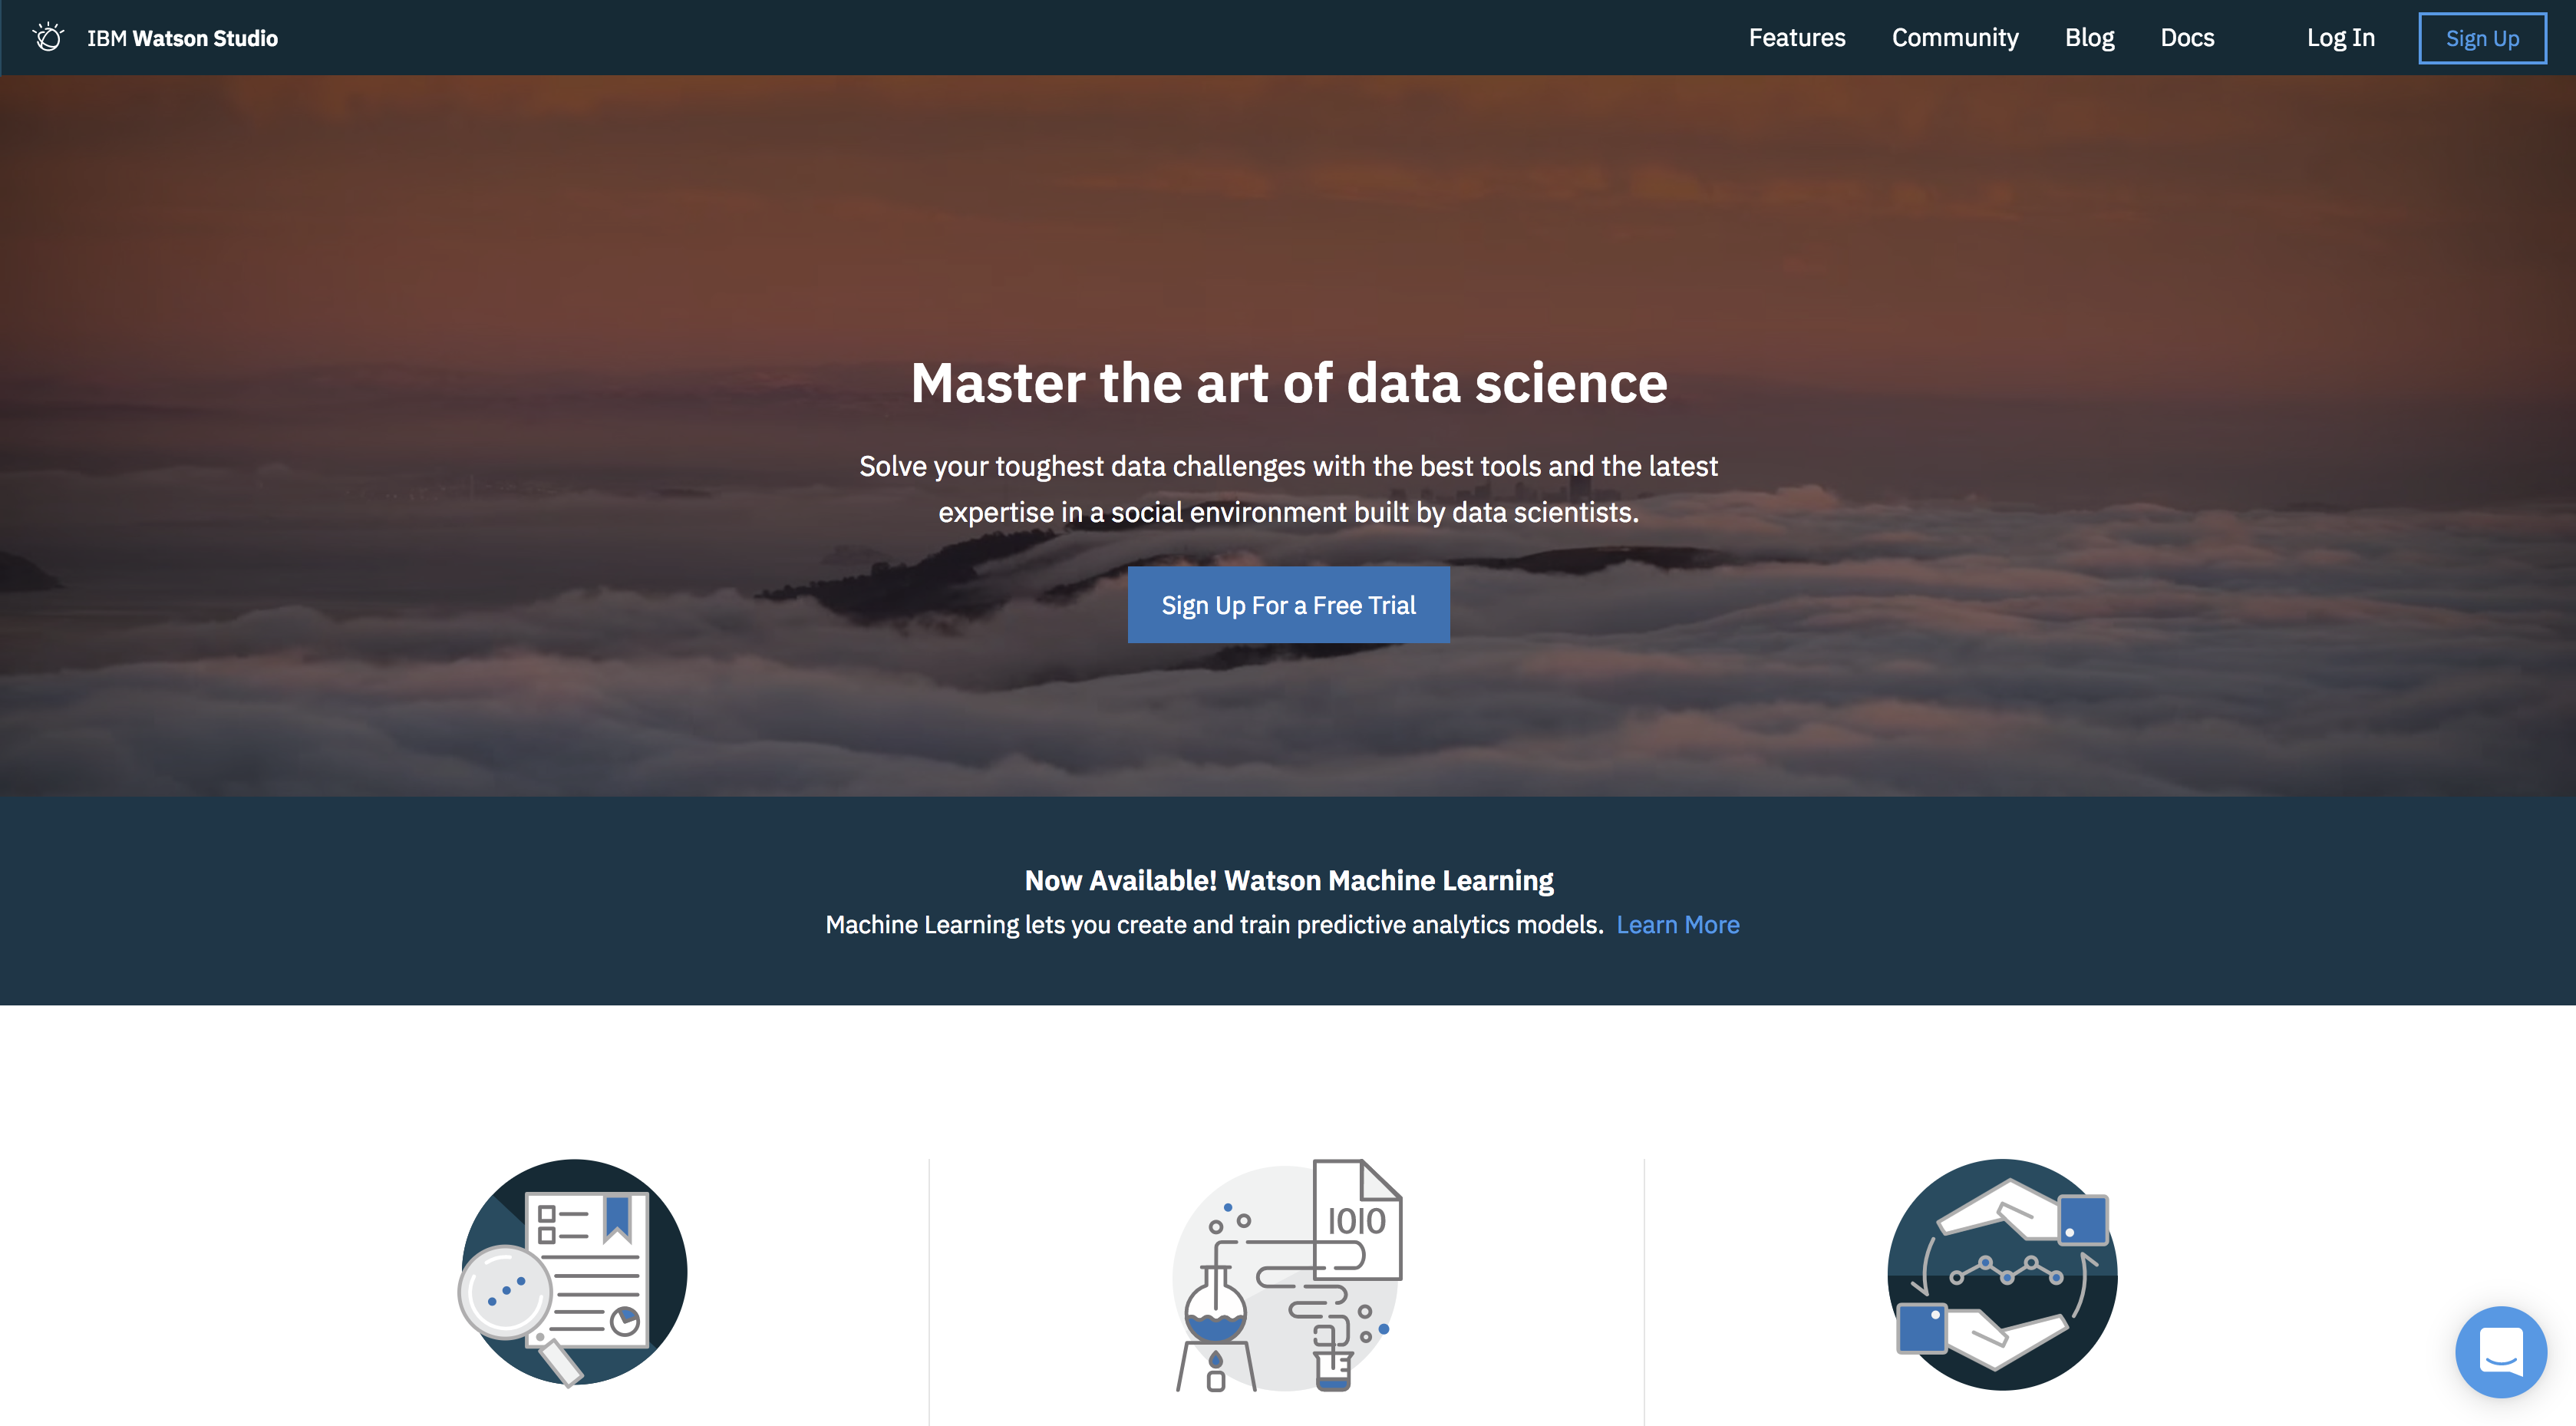 IBM Watson Studio
Features Community Blog Docs Log In Sign Up
Master the art of data science
Solve your toughest data challenges with the best tools and the latest
expertise in a social environment built by data scientists.
Sign Up For a Free Trial
Now Available! Watson Machine Learning
Machine Learning lets you create and train predictive analytics models. Learn More
IOIO